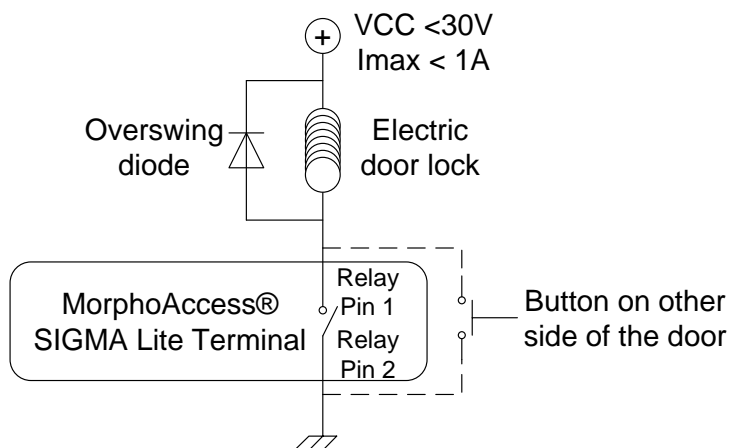 +
VCC <30V
Imax < 1A
Overswing
diode
Electric
door lock
MorphoAccess®
SIGMA Lite Terminal
Relay
Pin 1
Relay
Pin 2
Button on other
side of the door